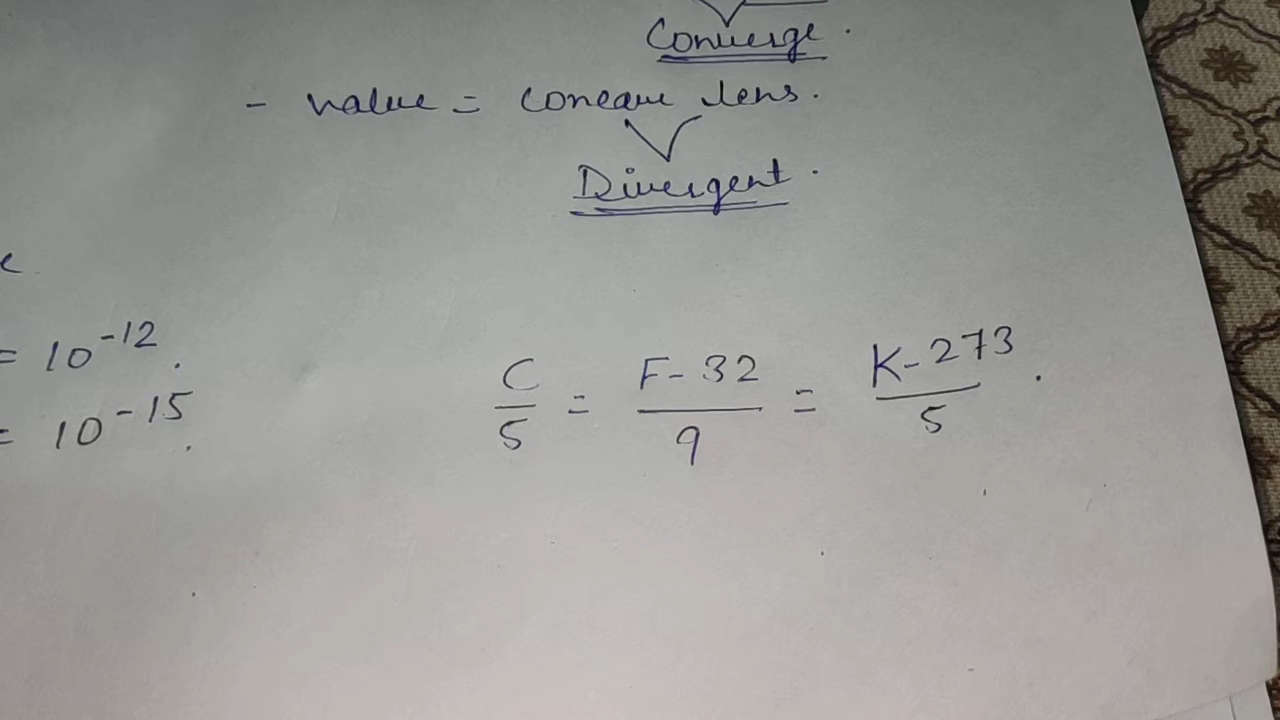 Converge.
- value = concave lens.
Divergent.
= 10^-12.
= 10^-15.
C/5 = F-32/9 = K-273/5.